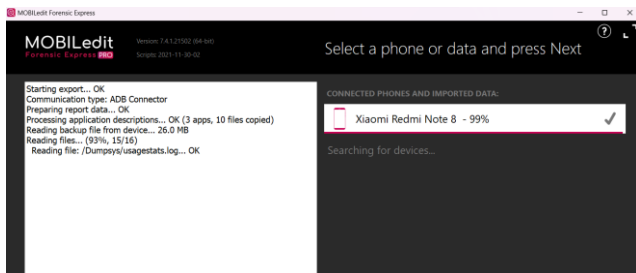 MOBILedit Forensic Express
MOBILedit
Forensic Express PRO
Version: 7.4.1.21502 (64-bit)
Scripts: 2021-11-30-02
Select a phone or data and press Next
?
Starting export... OK
Communication type: ADB Connector
Preparing report data... OK
Processing application descriptions... OK (3 apps, 10 files copied)
Reading backup file from device... 26.0 MB
Reading files... (93%, 15/16)
Reading file: /Dumpsys/usagestats.log... OK
CONNECTED PHONES AND IMPORTED DATA:
Xiaomi Redmi Note 8 - 99%
Searching for devices...